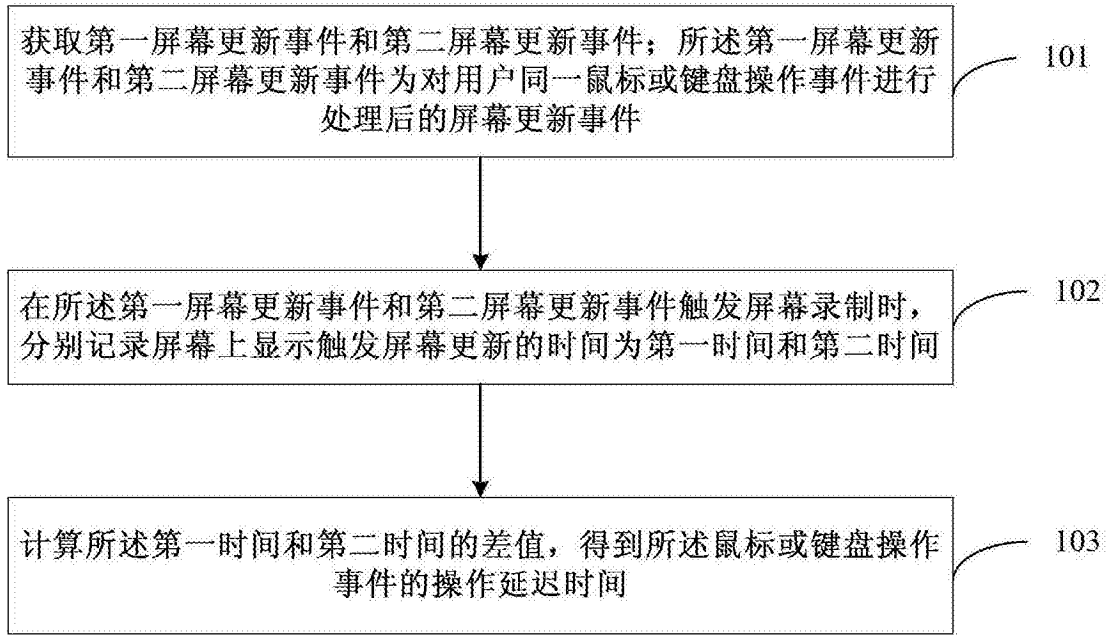 获取第一屏幕更新事件和第二屏幕更新事件；所述第一屏幕更新
事件和第二屏幕更新事件为对用户同一鼠标或键盘操作事件进行
处理后的屏幕更新事件
101
在所述第一屏幕更新事件和第二屏幕更新事件触发屏幕录制时，
分别记录屏幕上显示触发屏幕更新的时间为第一时间和第二时间
102
计算所述第一时间和第二时间的差值，得到所述鼠标或键盘操作
事件的操作延迟时间
103